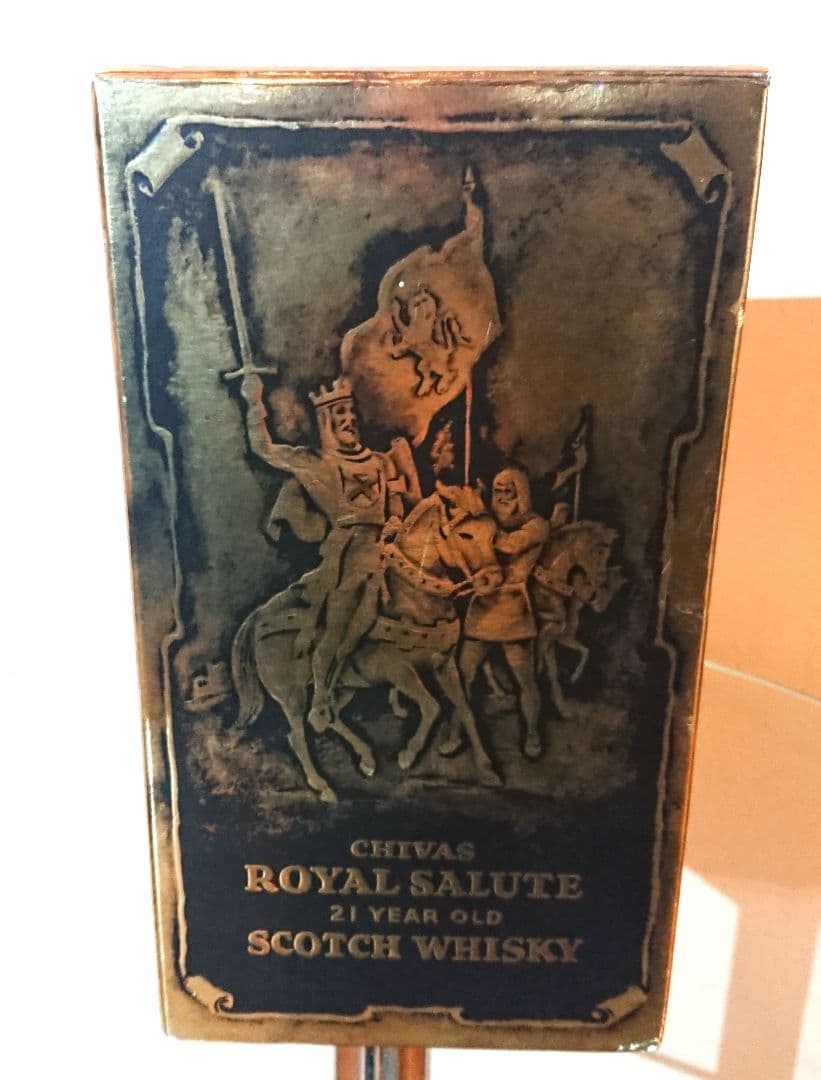 CHIVAS
ROYAL SALUTE
21 YEAR OLD
SCOTCH WHISKY